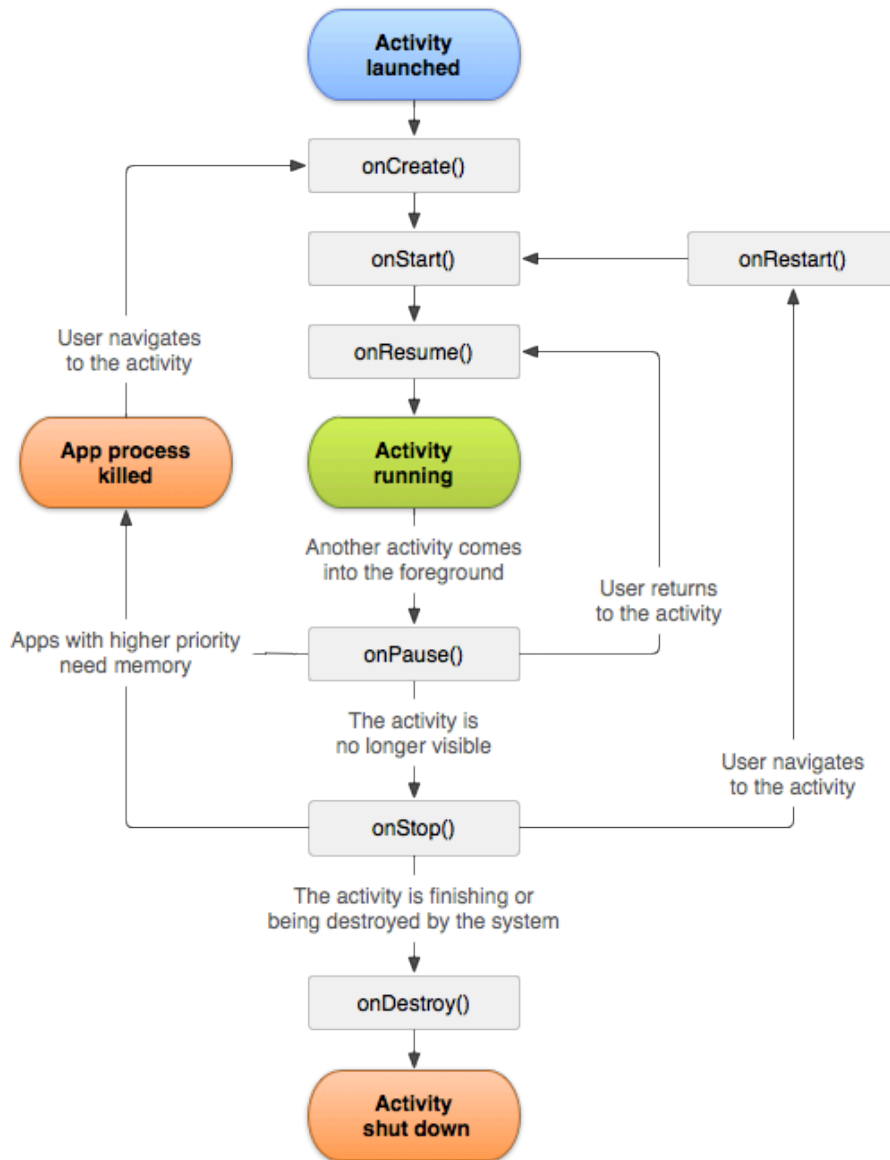 Activity
launched
onCreate()
onStart()
onRestart()
User navigates
to the activity
onResume()
App process
killed
Activity
running
Another activity comes
into the foreground
User returns
to the activity
Apps with higher priority
need memory
onPause()
The activity is
no longer visible
User navigates
to the activity
onStop()
The activity is finishing or
being destroyed by the system
onDestroy()
Activity
shut down